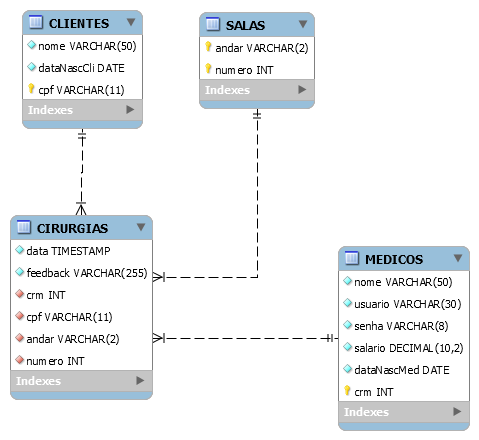 CLIENTES
nome VARCHAR(50)
dataNascCli DATE
cpf VARCHAR(11)
Indexes
SALAS
andar VARCHAR(2)
numero INT
Indexes
CIRURGIAS
data TIMESTAMP
feedback VARCHAR(255)
crm INT
cpf VARCHAR(11)
andar VARCHAR(2)
numero INT
Indexes
MEDICOS
nome VARCHAR(50)
usuario VARCHAR(30)
senha VARCHAR(8)
salario DECIMAL(10,2)
dataNascMed DATE
crm INT
Indexes